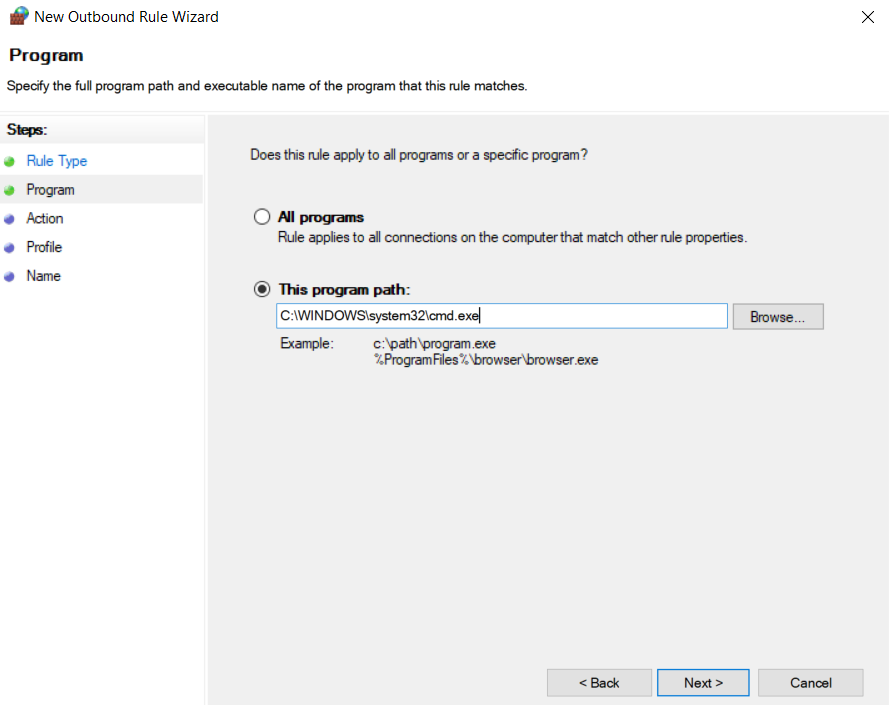 New Outbound Rule Wizard
Program
Specify the full program path and executable name of the program that this rule matches.
Steps:
Rule Type
Program
Action
Profile
Name
Does this rule apply to all programs or a specific program?
All programs
Rule applies to all connections on the computer that match other rule properties.
This program path:
C:\WINDOWS\system32\cmd.exe
Browse...
Example: c:\path\program.exe
%ProgramFiles%\browser\browser.exe
< Back Next > Cancel